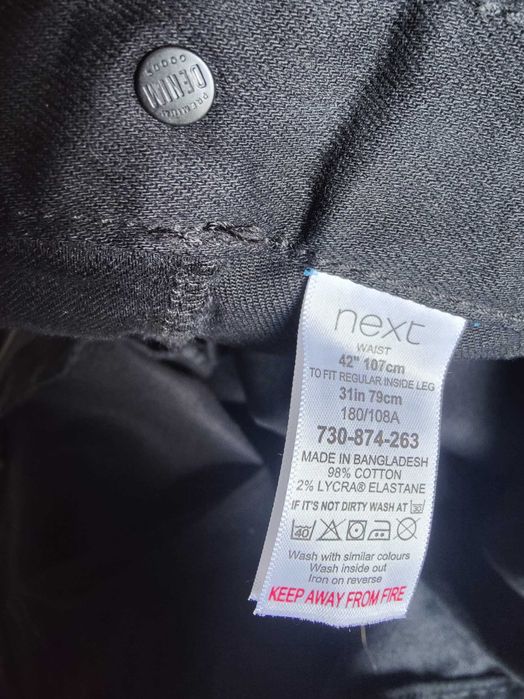 PREMIUM
DENIM
GOODS
next
WAIST
42" 107cm
TO FIT REGULAR INSIDE LEG
31in 79cm
180/108A
730-874-263
MADE IN BANGLADESH
98% COTTON
2% LYCRA® ELASTANE
IF IT'S NOT DIRTY WASH AT 30
40
Wash with similar colours
Wash inside out
Iron on reverse
KEEP AWAY FROM FIRE